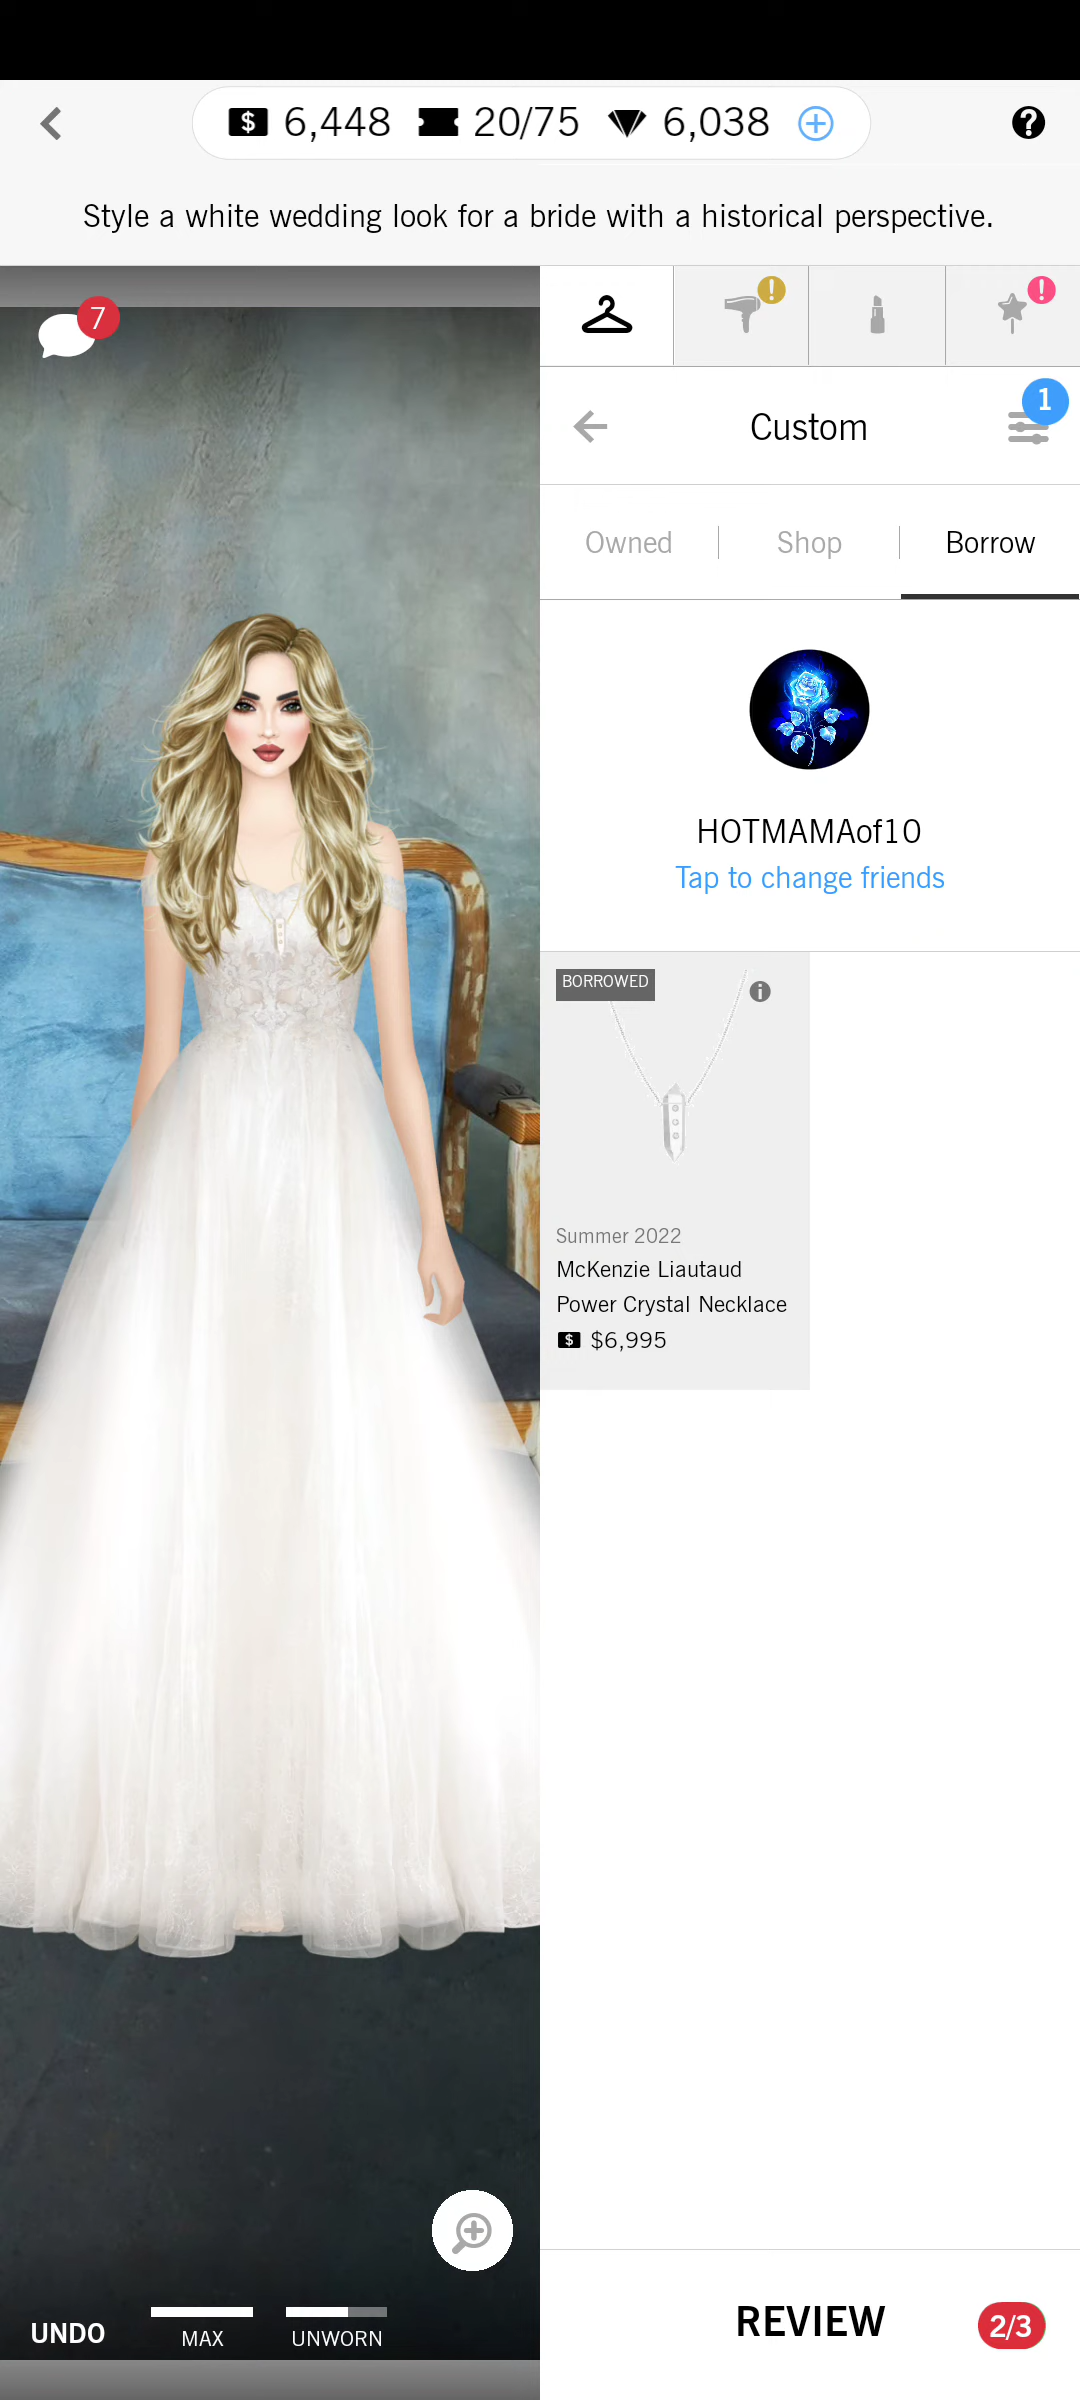 $ 6,448 20/75 6,038
Style a white wedding look for a bride with a historical perspective.
7
!
!
Custom
1
Owned
Shop
Borrow
HOTMAMAof10
Tap to change friends
BORROWED
i
Summer 2022
McKenzie Liautaud
Power Crystal Necklace
$ $6,995
UNDO
MAX
UNWORN
REVIEW
2/3